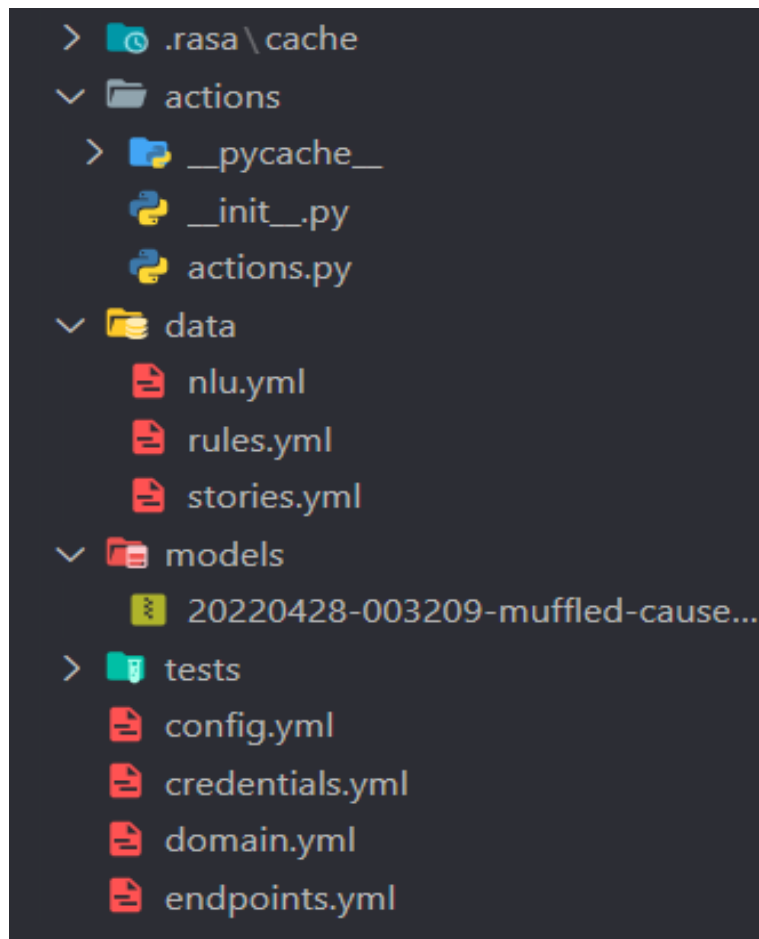 .rasa\cache
actions
__pycache__
__init__.py
actions.py
data
nlu.yml
rules.yml
stories.yml
models
20220428-003209-muffled-cause...
tests
config.yml
credentials.yml
domain.yml
endpoints.yml